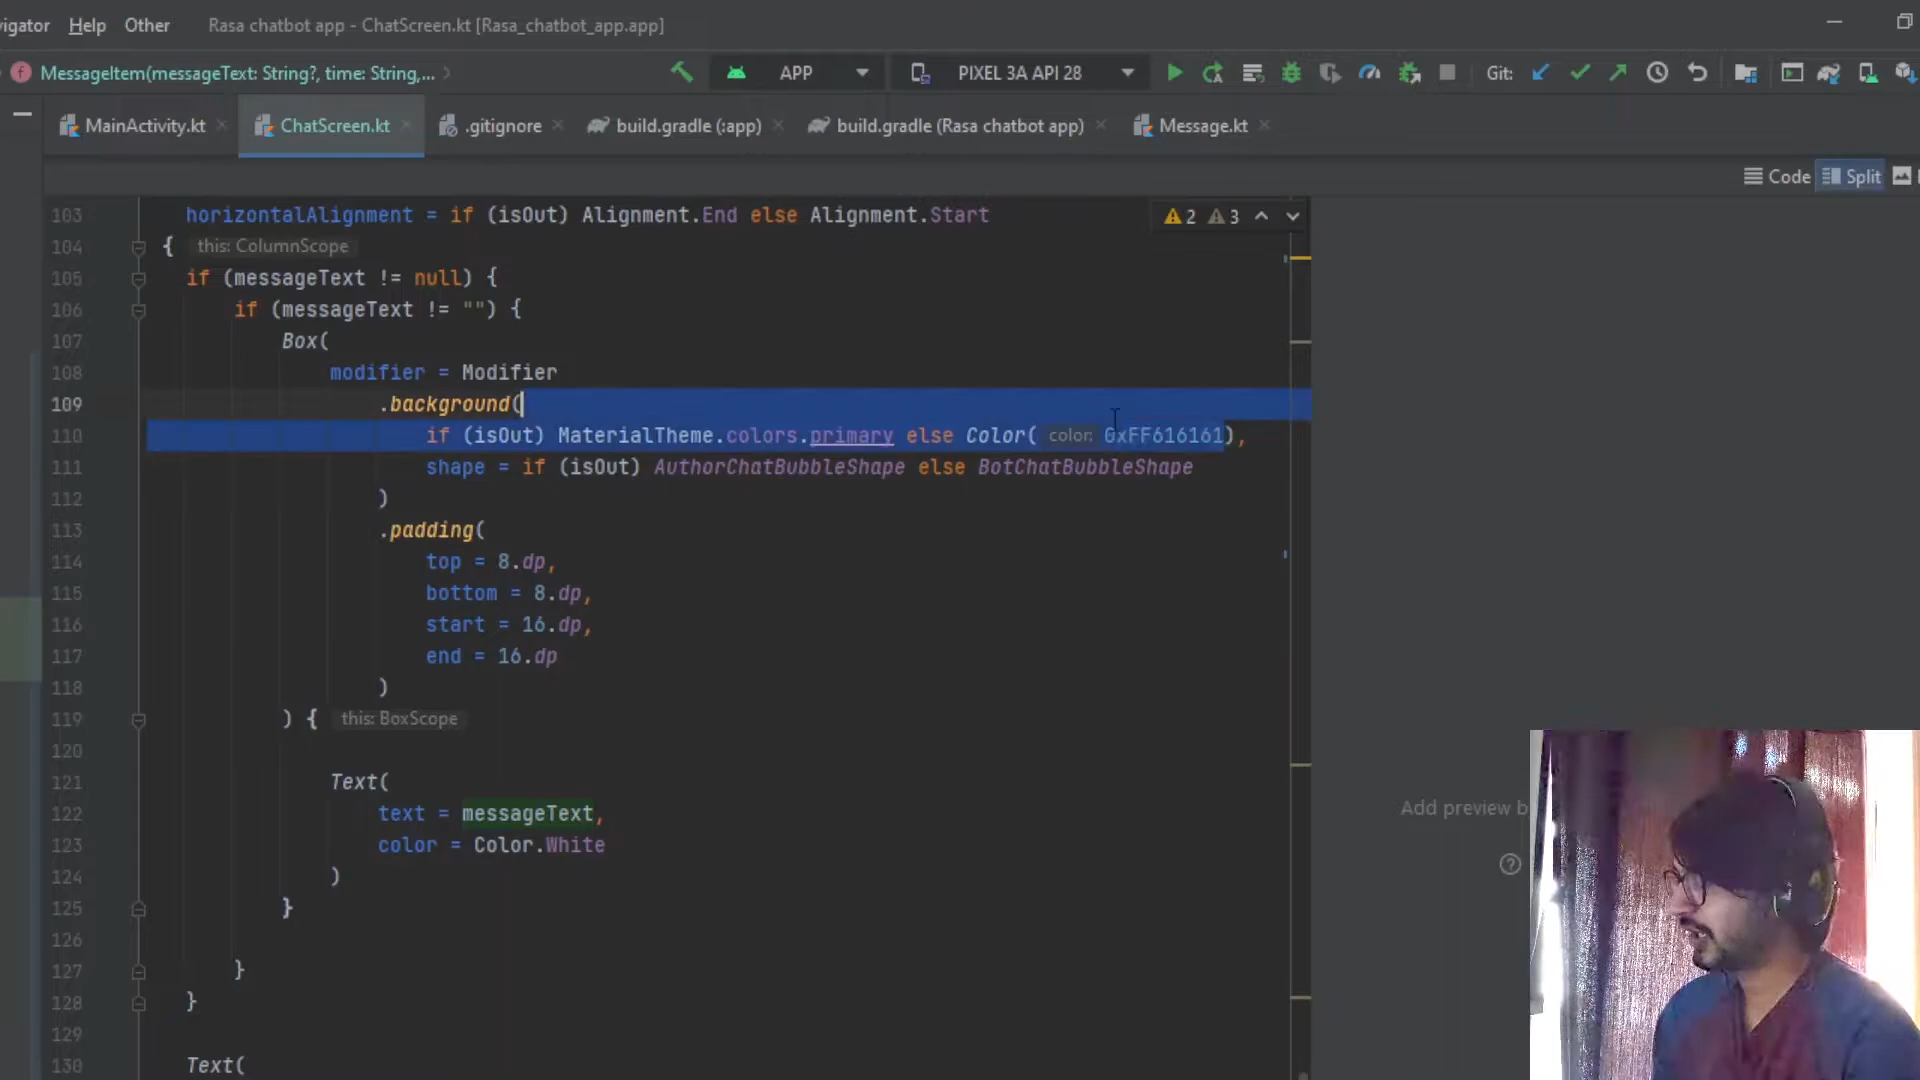 vigator Help Other Rasa chatbot app - ChatScreen.kt [Rasa_chatbot_app.app]
MessageItem(messageText: String?, time: String,... APP PIXEL 3A API 28 Git:
MainActivity.kt ChatScreen.kt .gitignore build.gradle (:app) build.gradle (Rasa chatbot app) Message.kt
Code Split
2 3
103 horizontalAlignment = if (isOut) Alignment.End else Alignment.Start
104 { this: ColumnScope
105 if (messageText != null) {
106 if (messageText != "") {
107 Box(
108 modifier = Modifier
109 .background(
110 if (isOut) MaterialTheme.colors.primary else Color( color: 0xFF616161),
111 shape = if (isOut) AuthorChatBubbleShape else BotChatBubbleShape
112 )
113 .padding(
114 top = 8.dp,
115 bottom = 8.dp,
116 start = 16.dp,
117 end = 16.dp
118 )
119 ) { this: BoxScope
120
121 Text(
122 text = messageText,
123 color = Color.White
124 )
125 }
126
127 }
128 }
129
130 Text(
Add preview b